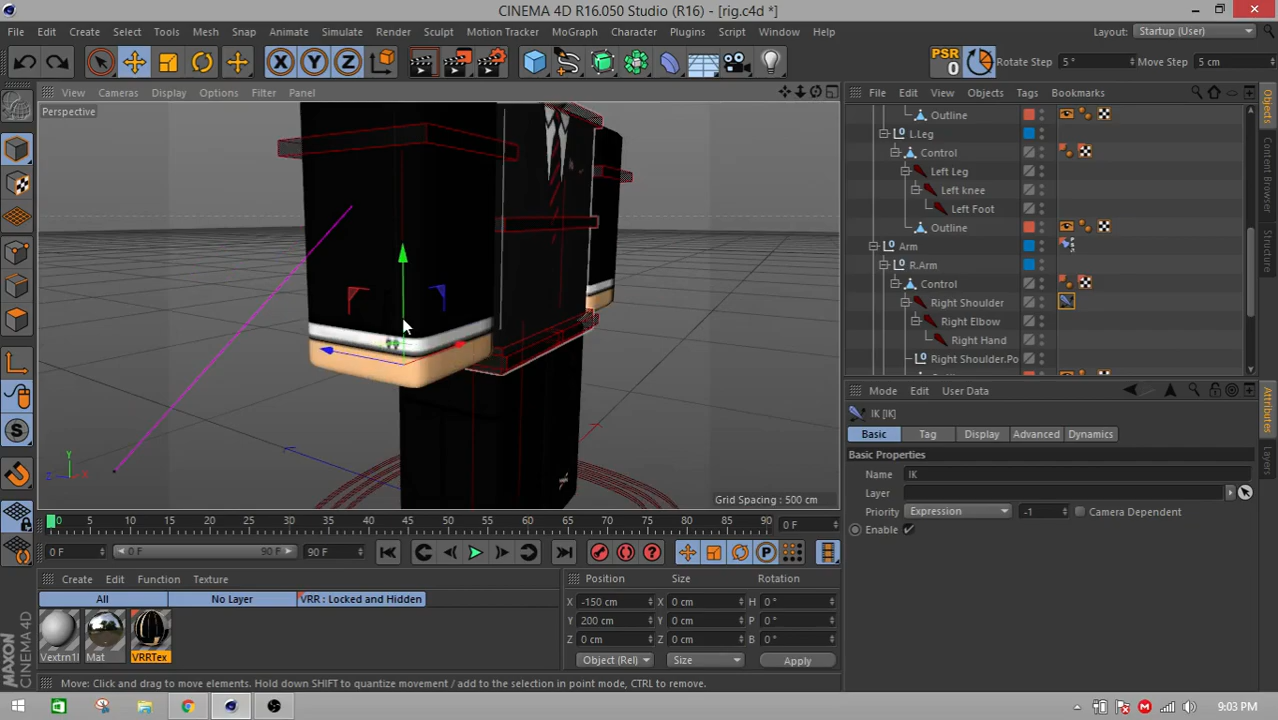 CINEMA 4D R16.050 Studio (R16) - [rig.c4d *]
File Edit Create Select Tools Mesh Snap Animate Simulate Render Sculpt Motion Tracker MoGraph Character Plugins Script Window Help Layout: Startup (User)
X Y Z PSR 0 Rotate Step 5 ° Move Step 5 cm
View Cameras Display Options Filter Panel File Edit View Objects Tags Bookmarks
Perspective
Outline
L.Leg
Control
Left Leg
Left knee
Left Foot
Outline
Arm
R.Arm
Control
Right Shoulder
Right Elbow
Right Hand
Right Shoulder.Po
Mode Edit User Data
IK [IK]
Basic Tag Display Advanced Dynamics
Basic Properties
Name IK
Layer
Priority Expression -1 Camera Dependent
Enable
Objects
Content Browser
Structure
Attributes
Layers
Y
X
Z
Grid Spacing : 500 cm
0 5 10 15 20 25 30 35 40 45 50 55 60 65 70 75 80 85 90 0 F
0 F 0 F 90 F 90 F
Create Edit Function Texture
All No Layer VRR : Locked and Hidden
Vextrn1 Mat VRRTex
Position Size Rotation
X -150 cm X 0 cm H 0 °
Y 200 cm Y 0 cm P 0 °
Z 0 cm Z 0 cm B 0 °
Object (Rel) Size Apply
MAXON CINEMA 4D
Move: Click and drag to move elements. Hold down SHIFT to quantize movement / add to the selection in point mode, CTRL to remove.
9:03 PM